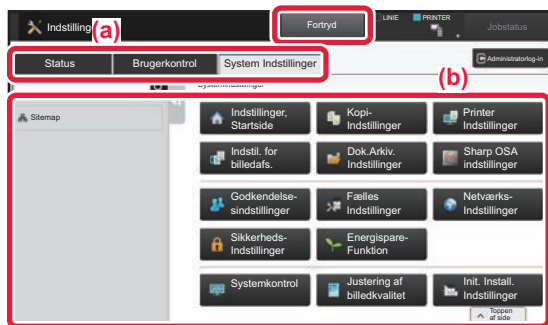 Indstillinger
(a)
Fortryd
LINIE
PRINTER
Jobstatus
Status
Brugerkontrol
System Indstillinger
Administratorlog-in
(b)
Systemindstillinger
Sitemap
Indstillinger,
Startside
Kopi-
Indstillinger
Printer
Indstillinger
Indstil. for
billedafs.
Dok.Arkiv.
Indstillinger
Sharp OSA
indstillinger
Godkendelse-
sindstillinger
Fælles
Indstillinger
Netværks-
Indstillinger
Sikkerheds-
Indstillinger
Energispare-
Funktion
Systemkontrol
Justering af
billedkvalitet
Init. Install.
Indstillinger
Toppen
af side